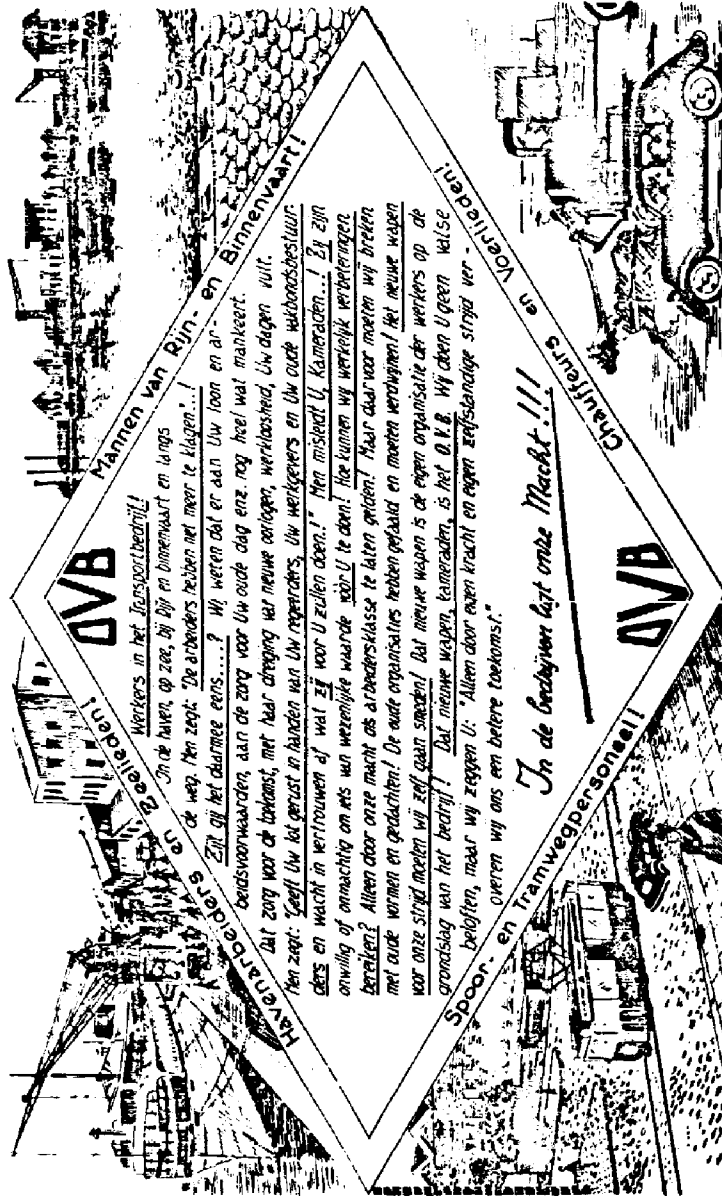 Havenarbeiders en Zeelieden!
Mannen van Rijn- en Binnenvaart!
OVB
Werkers in het Transportbedrijf!
In de haven, op zee, bij Rijn en binnenvaart en langs
de weg. Men zegt: "De arbeiders hebben niet meer te klagen"...!
Zijt gij het daarmee eens....? Wij weten dat er aan Uw loon en ar-
beidsvoorwaarden, aan de zorg voor Uw oude dag enz. nog heel wat mankeert.
Dat zorg voor de toekomst, met haar dreiging van nieuwe oorlogen, werkloosheid, Uw dagen vult.
Men zegt: "Geeft Uw lot gerust in handen van Uw regeerders, Uw werkgevers en Uw oude vakbondsbestuur-
ders en wacht in vertrouwen af wat zij voor U zullen doen!" Men misleidt U, Kameraden...! Zij zijn
onwillig of onmachtig om iets van wezenlijke waarde vóór U te doen! Hoe kunnen wij werkelijk verbeteringen
bereiken? Alleen door onze macht als arbeidersklasse te laten gelden! Maar daar voor moeten wij breken
met oude vormen en gedachten! De oude organisaties hebben gefaald en moeten verdwijnen! Het neuwe wapen
voor onze strijd moeten wij zelf gaan smeden! Dat nieuwe wapen is de eigen organisatie der werkers op de
grondslag van het bedrijf! Dat nieuwe wapen, kameraden, is het O.V.B. Wij doen U geen valse
beloften, maar wij zeggen U: "Alleen door eigen kracht en eigen zelfstandige strijd ver-
overen wij ons een betere toekomst."
In de bedrijven ligt onze Macht!!!
OVB
Spoor- en Tramwegpersoneel!
Chauffeurs en Voerlieden!